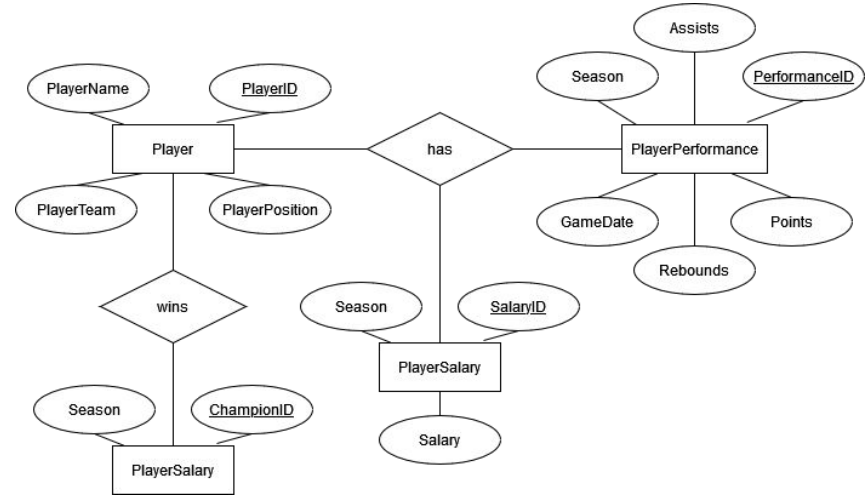 Assists
Season
PerformanceID
PlayerName
PlayerID
Player
has
PlayerPerformance
PlayerTeam
PlayerPosition
GameDate
Points
Rebounds
wins
Season
SalaryID
PlayerSalary
Season
ChampionID
Salary
PlayerSalary